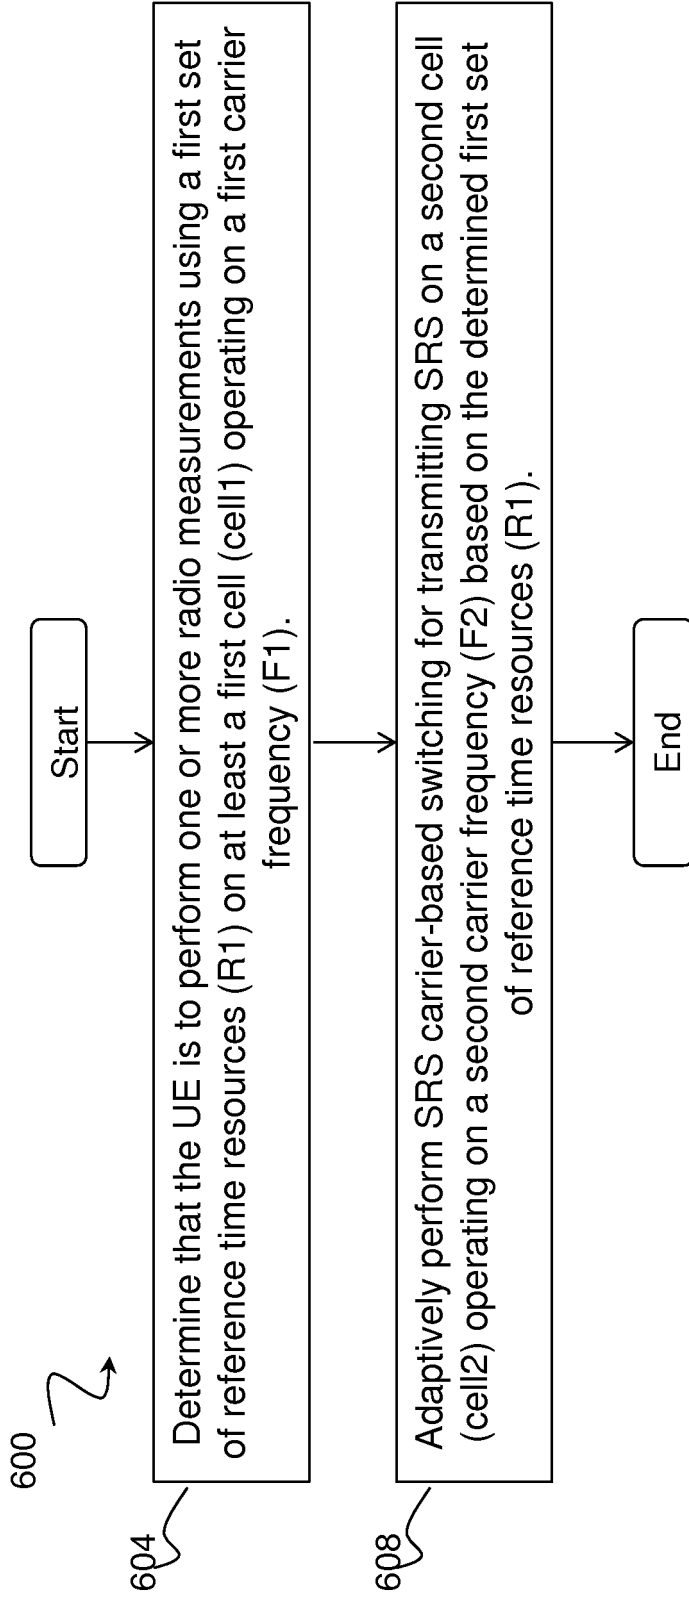 600
Start
604
Determine that the UE is to perform one or more radio measurements using a first set
of reference time resources (R1) on at least a first cell (cell1) operating on a first carrier
frequency (F1).
608
Adaptively perform SRS carrier-based switching for transmitting SRS on a second cell
(cell2) operating on a second carrier frequency (F2) based on the determined first set
of reference time resources (R1).
End